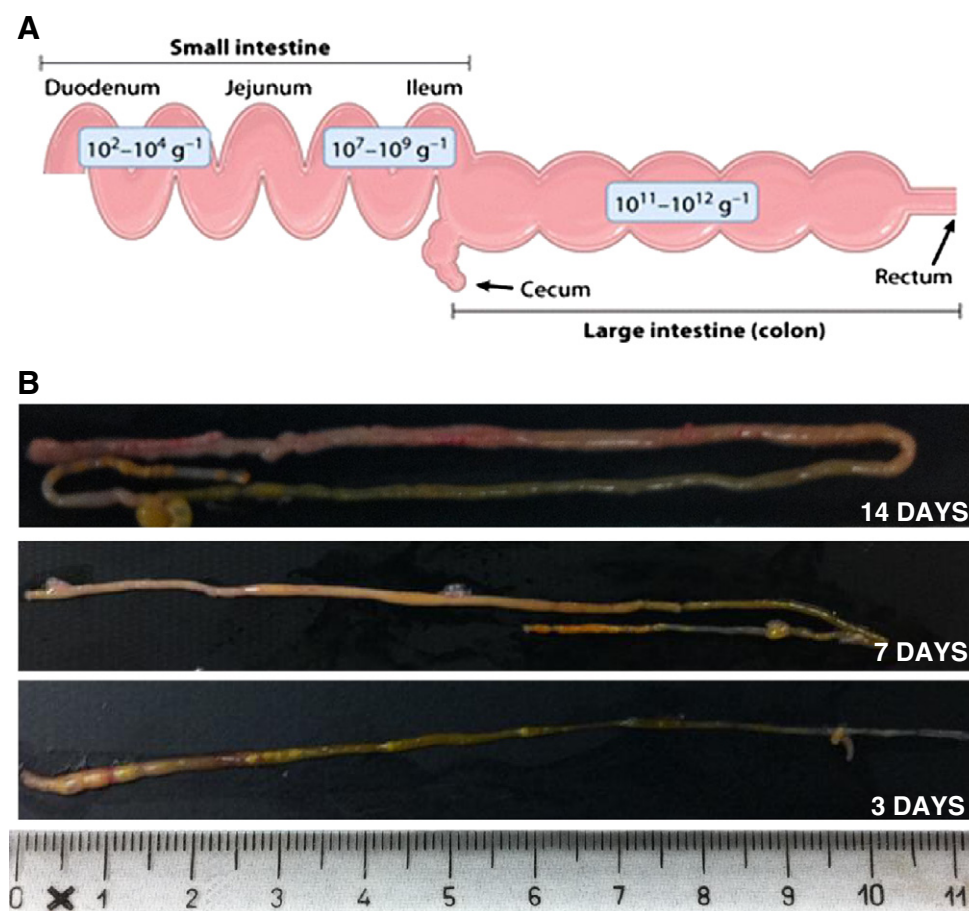 A
Small intestine
Duodenum Jejunum Ileum
10²–10⁴ g⁻¹ 10⁷–10⁹ g⁻¹
10¹¹–10¹² g⁻¹
Rectum
Cecum
Large intestine (colon)
B
14 DAYS
7 DAYS
3 DAYS
0 1 2 3 4 5 6 7 8 9 10 11